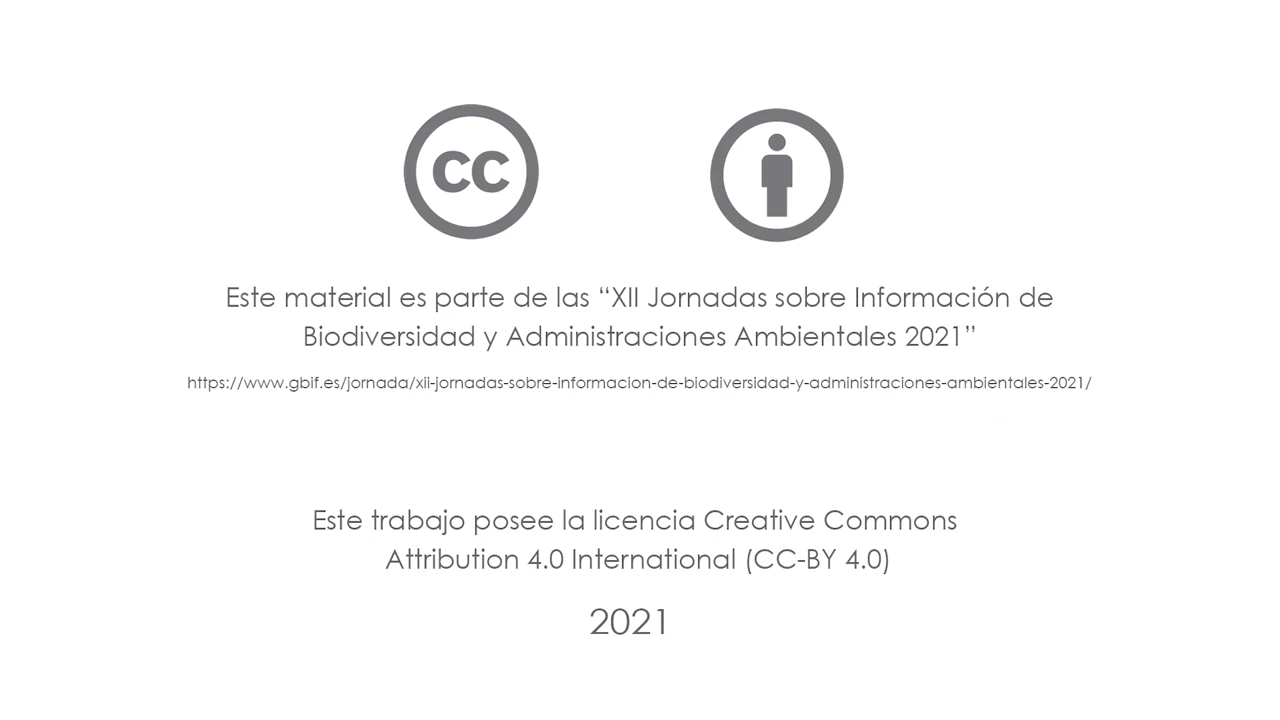 cc
Este material es parte de las “XII Jornadas sobre Información de
Biodiversidad y Administraciones Ambientales 2021”
https://www.gbif.es/jornada/xii-jornadas-sobre-informacion-de-biodiversidad-y-administraciones-ambientales-2021/
Este trabajo posee la licencia Creative Commons
Attribution 4.0 International (CC-BY 4.0)
2021